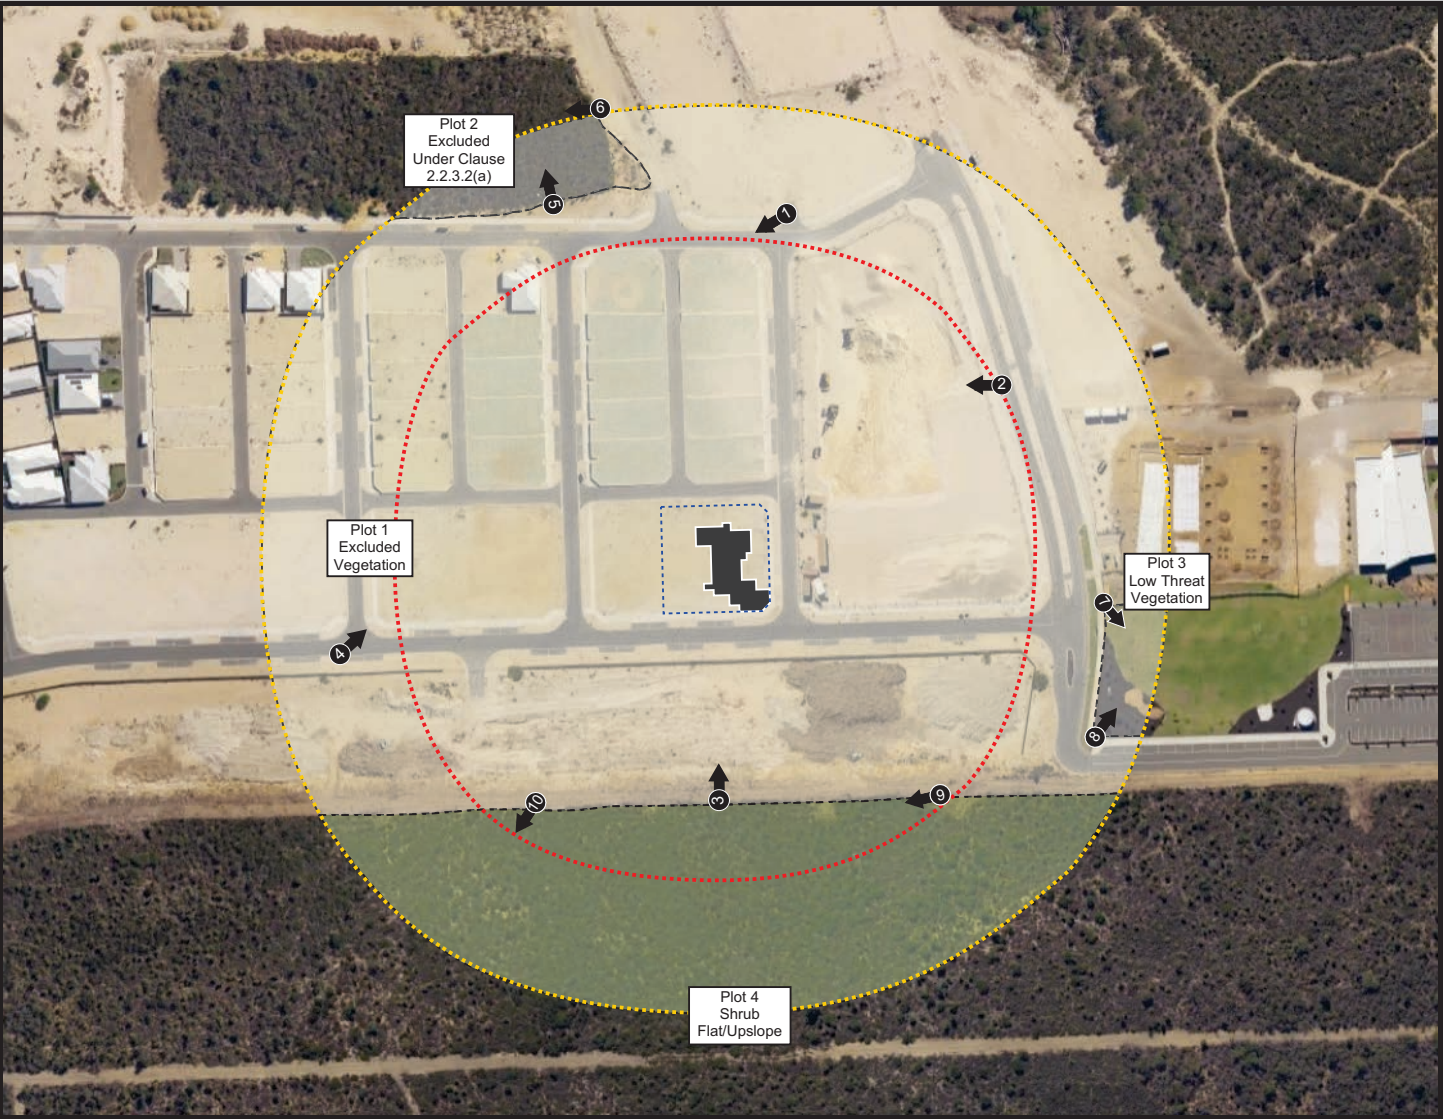 6
Plot 2
Excluded
Under Clause
2.2.3.2(a)
5
1
2
Plot 1
Excluded
Vegetation
Plot 3
Low Threat
Vegetation
7
4
8
10
3
9
Plot 4
Shrub
Flat/Upslope